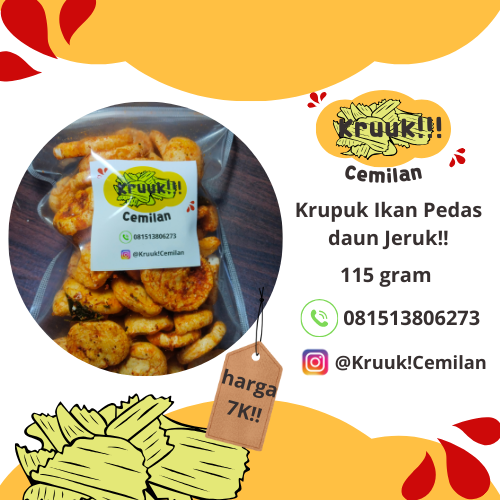 Kruuk!!!
Cemilan
Krupuk Ikan Pedas
daun Jeruk!!
115 gram
081513806273
@Kruuk!Cemilan
Kruuk!!!
Cemilan
081513806273
@Kruuk!Cemilan
harga
7K!!